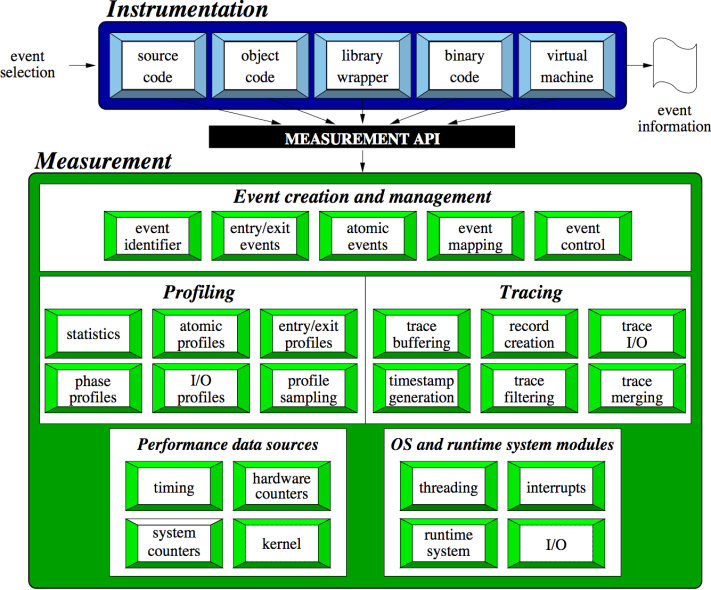 Instrumentation
event
selection
source
code
object
code
library
wrapper
binary
code
virtual
machine
event
information
MEASUREMENT API
Measurement
Event creation and management
event
identifier
entry/exit
events
atomic
events
event
mapping
event
control
Profiling
statistics
atomic
profiles
entry/exit
profiles
phase
profiles
I/O
profiles
profile
sampling
Tracing
trace
buffering
record
creation
trace
I/O
timestamp
generation
trace
filtering
trace
merging
Performance data sources
timing
hardware
counters
system
counters
kernel
OS and runtime system modules
threading
interrupts
runtime
system
I/O